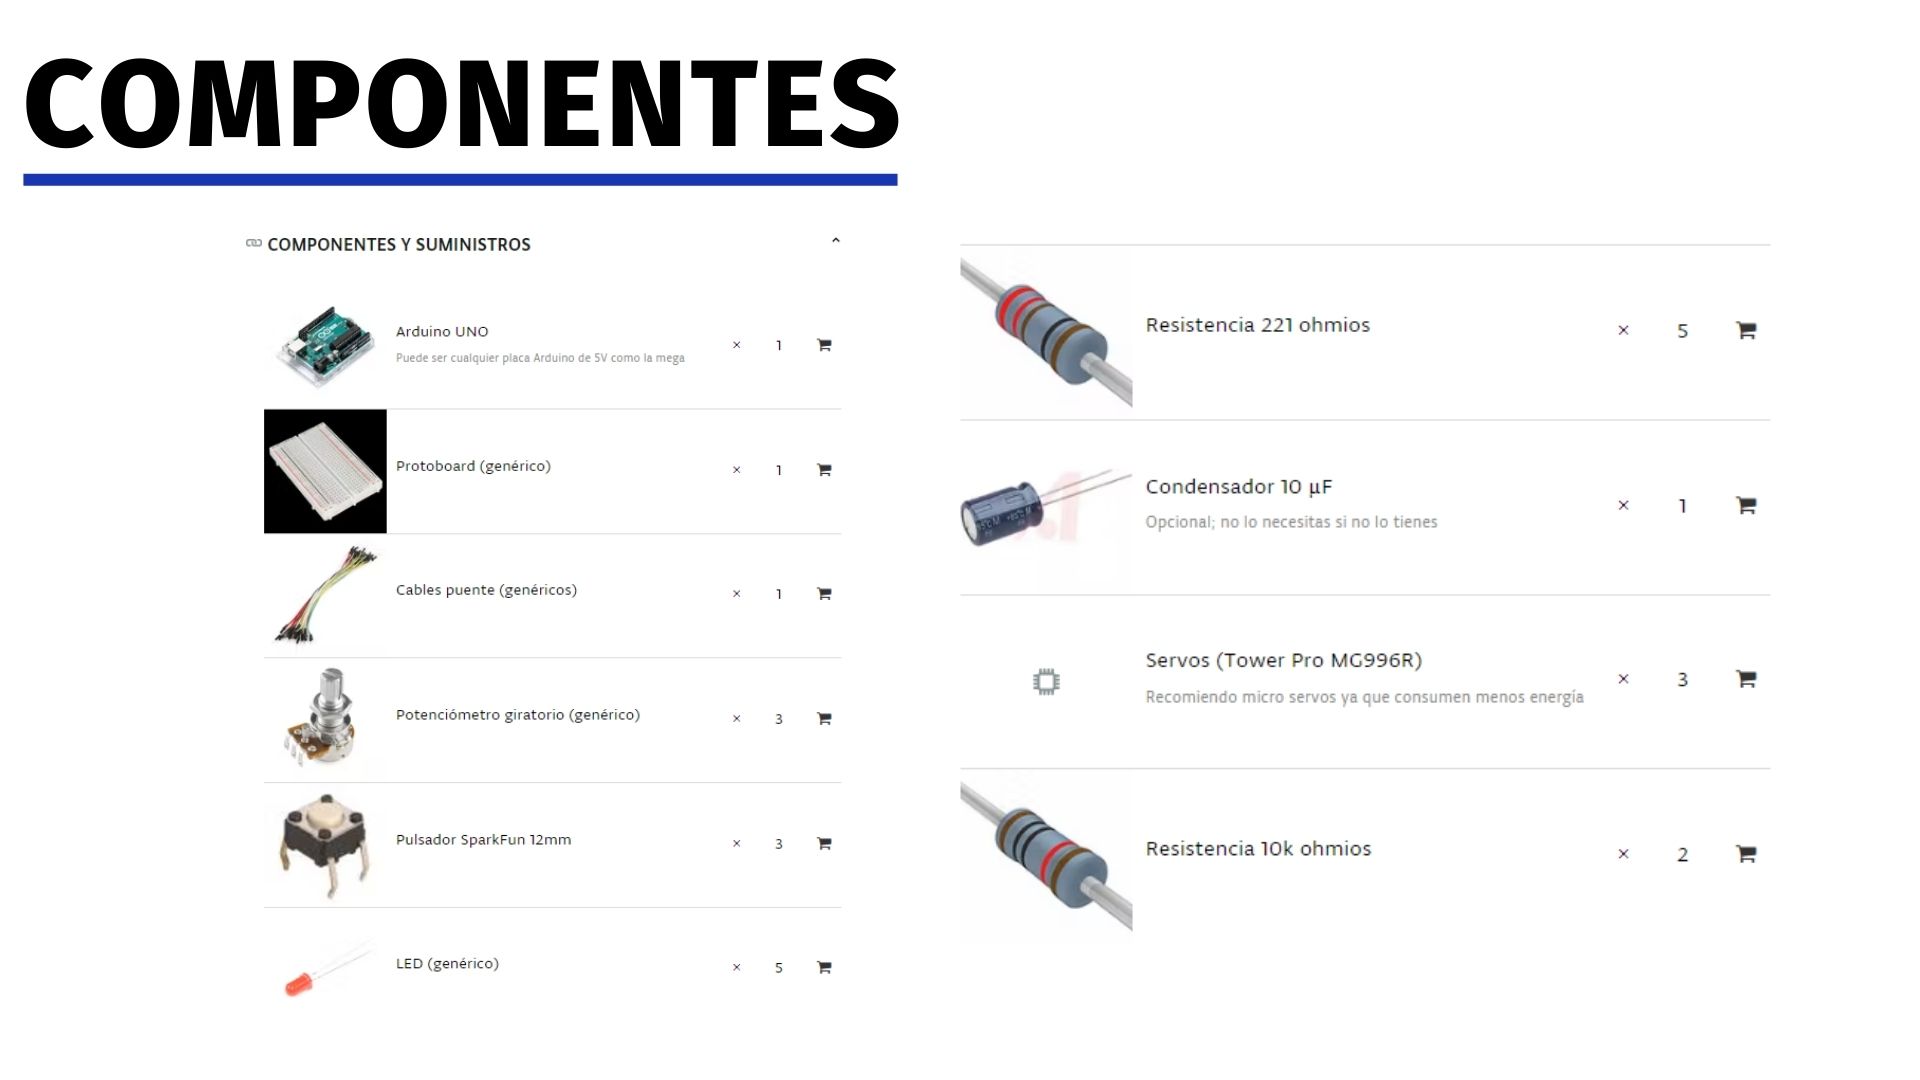 COMPONENTES
COMPONENTES Y SUMINISTROS
Arduino UNO
Puede ser cualquier placa Arduino de 5V como la mega
× 1
Protoboard (genérico)
× 1
Cables puente (genéricos)
× 1
Potenciómetro giratorio (genérico)
× 3
Pulsador SparkFun 12mm
× 3
LED (genérico)
× 5
Resistencia 221 ohmios
× 5
Condensador 10 µF
Opcional; no lo necesitas si no lo tienes
× 1
Servos (Tower Pro MG996R)
Recomiendo micro servos ya que consumen menos energía
× 3
Resistencia 10k ohmios
× 2